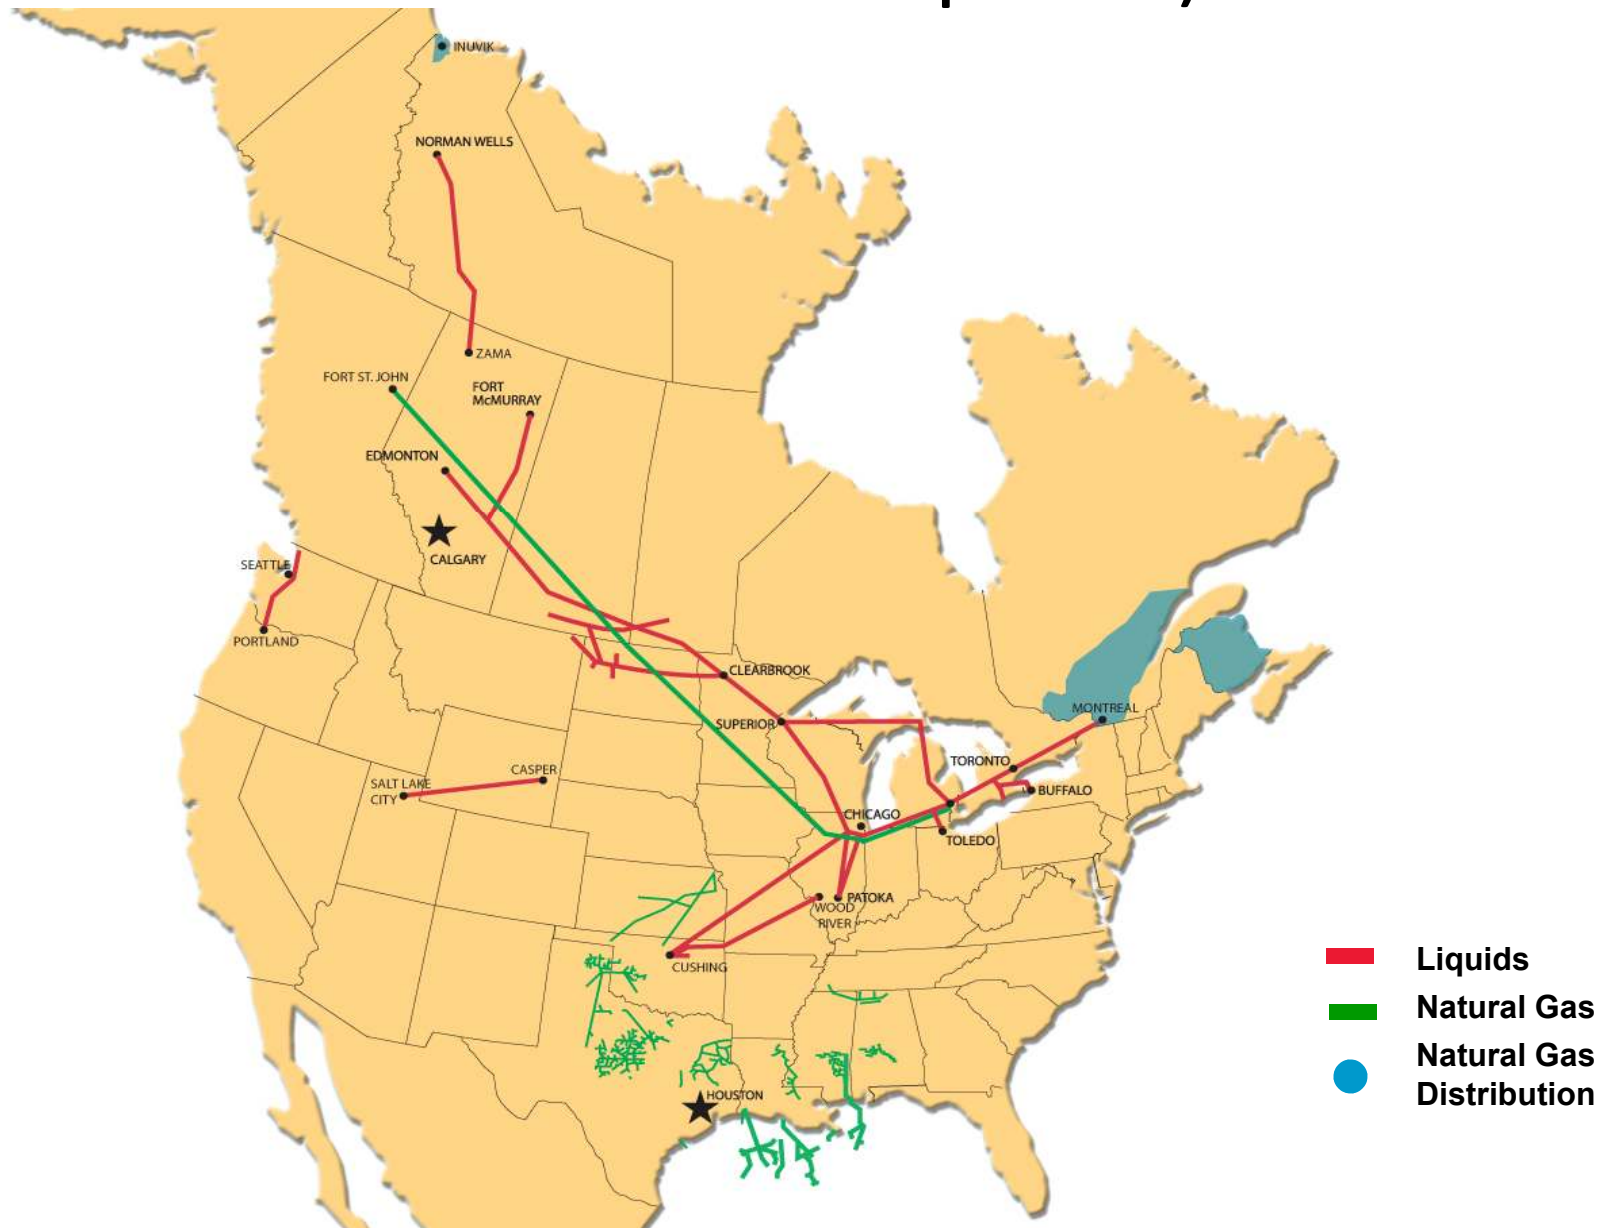 INUVIK
NORMAN WELLS
ZAMA
FORT ST. JOHN
FORT
McMURRAY
EDMONTON
CALGARY
SEATTLE
PORTLAND
CLEARBROOK
SUPERIOR
MONTREAL
TORONTO
BUFFALO
CASPER
SALT LAKE
CITY
CHICAGO
TOLEDO
PATOKA
WOOD
RIVER
CUSHING
HOUSTON
Liquids
Natural Gas
Natural Gas
Distribution